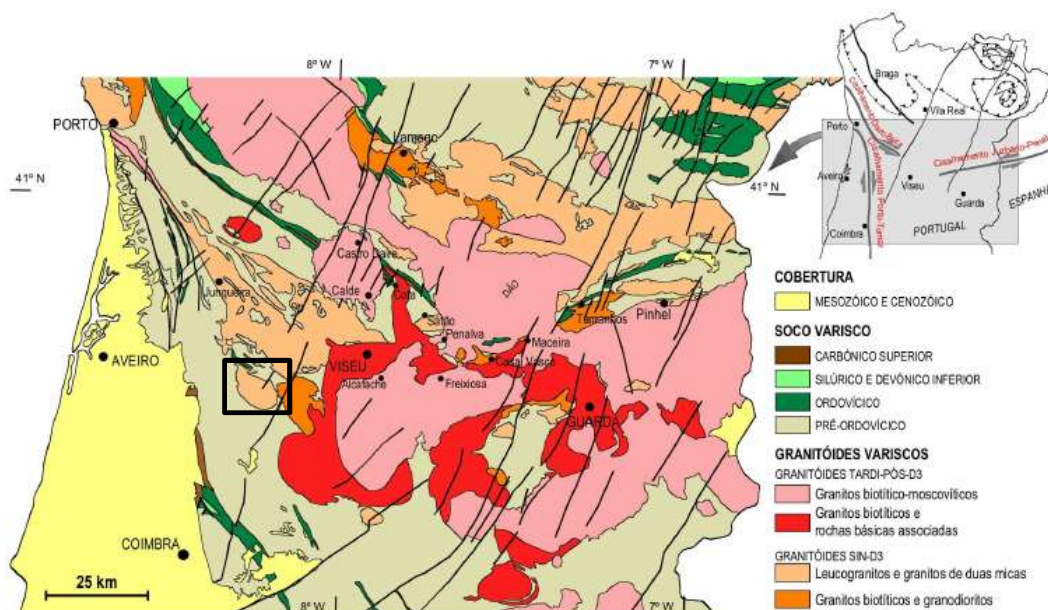 8º W
7º W
PORTO
Lamego
41º N
41º N
Castro Daire
DÃO
Junqueira
Calde
Cota
Sátão
Tamanhos
Pinhel
Penalva
Maceira
AVEIRO
VISEU
Casal Vasco
Alcafache
Freixiosa
GUARDA
COIMBRA
25 km
8º W
7º W
Braga
Vila Real
Porto
Aveiro
Viseu
Guarda
ESPANHA
Cisalhamento Porto-Tomar
Coimbra
PORTUGAL
COBERTURA
MESOZÓICO E CENOZÓICO
SOCO VARISCO
CARBÓNICO SUPERIOR
SILÚRICO E DEVÓNICO INFERIOR
ORDOVÍCICO
PRÉ-ORDOVÍCICO
GRANITÓIDES VARISCOS
GRANITÓIDES TARDI-PÓS-D3
Granitos biotítico-moscovíticos
Granitos biotíticos e
rochas básicas associadas
GRANITÓIDES SIN-D3
Leucogranitos e granitos de duas micas
Granitos biotíticos e granodioritos